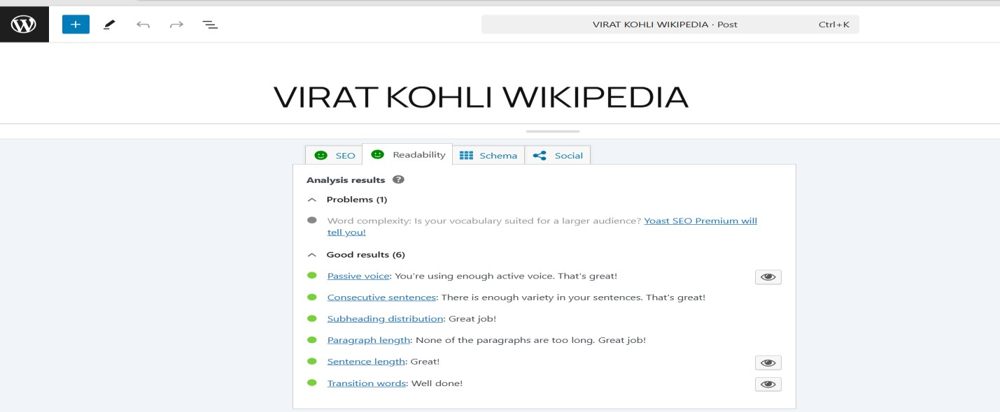 VIRAT KOHLI WIKIPEDIA · Post Ctrl+K
VIRAT KOHLI WIKIPEDIA
SEO Readability Schema Social
Analysis results ?
Problems (1)
Word complexity: Is your vocabulary suited for a larger audience? Yoast SEO Premium will
tell you!
Good results (6)
Passive voice: You're using enough active voice. That's great!
Consecutive sentences: There is enough variety in your sentences. That's great!
Subheading distribution: Great job!
Paragraph length: None of the paragraphs are too long. Great job!
Sentence length: Great!
Transition words: Well done!